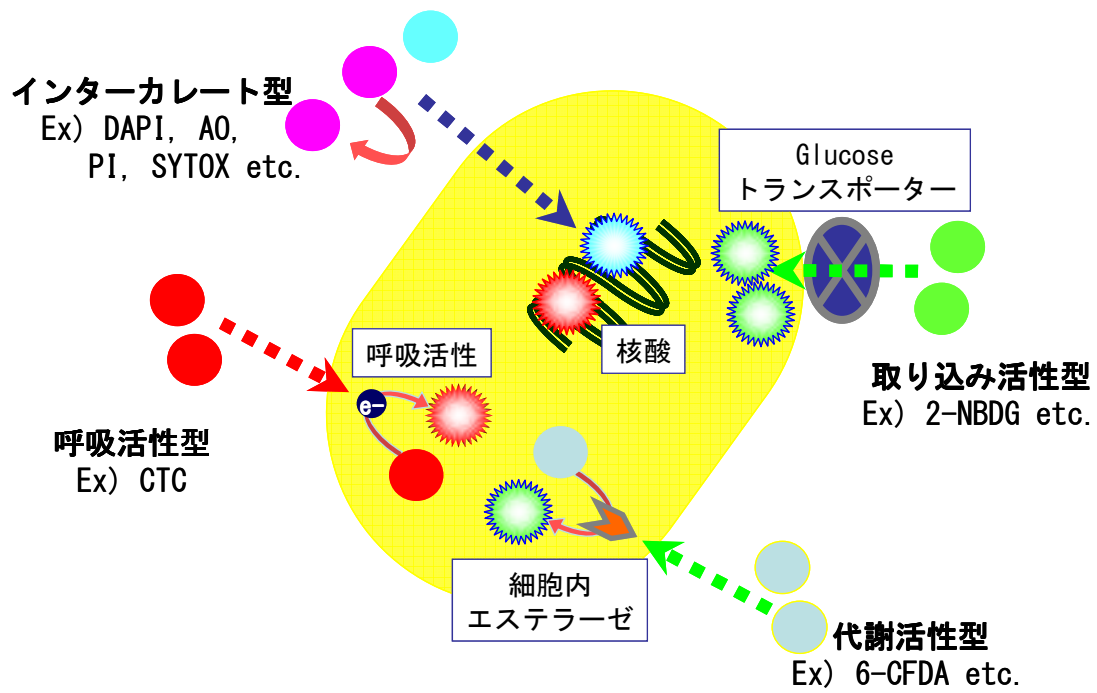 インターカレート型
Ex) DAPI, AO,
PI, SYTOX etc.
Glucose
トランスポーター
呼吸活性
核酸
e-
取り込み活性型
Ex) 2-NBDG etc.
呼吸活性型
Ex) CTC
細胞内
エステラーゼ
代謝活性型
Ex) 6-CFDA etc.